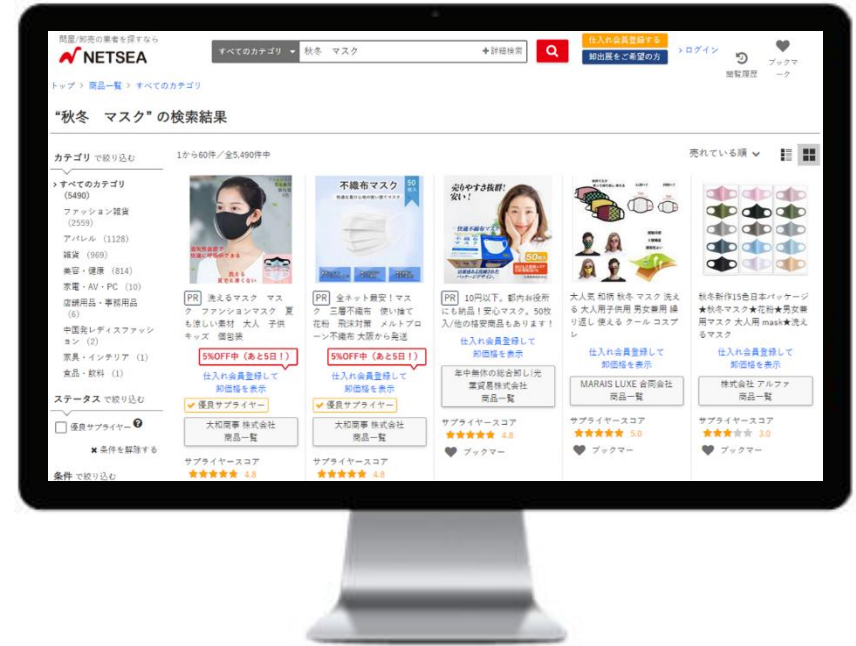 問屋/卸売の業者を探すなら
NETSEA
すべてのカテゴリ
秋冬 マスク
+詳細検索
仕入れ会員登録する
卸出展をご希望の方
›ログイン
閲覧履歴
ブックマ
ーク
トップ › 商品一覧 › すべてのカテゴリ
“秋冬 マスク” の検索結果
カテゴリ で絞り込む
›すべてのカテゴリ
(5490)
ファッション雑貨
(2559)
アパレル (1128)
雑貨 (969)
美容・健康 (814)
家電・AV・PC (10)
店舗用品・事務用品
(6)
中国発レディスファッシ
ョン (2)
家具・インテリア (1)
食品・飲料 (1)
ステータス で絞り込む
優良サプライヤー ?
✖ 条件を解除する
条件 で絞り込む
1から60件/全5,490件中
売れている順
洗える
見でも薄くない
PR 洗えるマスク マス
ク ファッションマスク 夏
も涼しい素材 大人 子供
キッズ 個包装
5%OFF中(あと5日!)
仕入れ会員登録して
卸価格を表示
✔優良サプライヤー
大和商事 株式会社
商品一覧
サプライヤースコア
★★★★★ 4.8
不織布マスク
50
枚入
PR 全ネット最安!マス
ク 三層不織布 使い捨て
花粉 飛沫対策 メルトブロ
ーン不織布 大阪から発送
5%OFF中(あと5日!)
仕入れ会員登録して
卸価格を表示
✔優良サプライヤー
大和商事 株式会社
商品一覧
サプライヤースコア
★★★★★ 4.8
売りやすさ抜群!
安い!
快適不織布マスク
50枚入
PR 10円以下。都内お役所
にも納品!安心マスク。50枚
入/他の格安商品もあります!
仕入れ会員登録して
卸価格を表示
年中無休の総合卸し|光
葉貿易株式会社
商品一覧
サプライヤースコア
★★★★★ 4.8
ブックマー
大人気 和柄 秋冬 マスク 洗え
る 大人用子供用 男女兼用 繰
り返し 使える クール コスプ
レ
仕入れ会員登録して
卸価格を表示
MARAIS LUXE 合同会社
商品一覧
サプライヤースコア
★★★★★ 5.0
ブックマー
秋冬新作15色日本パッケージ
★秋冬マスク★花粉★男女兼
用マスク 大人用 mask★洗え
るマスク
仕入れ会員登録して
卸価格を表示
株式会社 アルファ
商品一覧
サプライヤースコア
★★★★★ 3.0
ブックマー